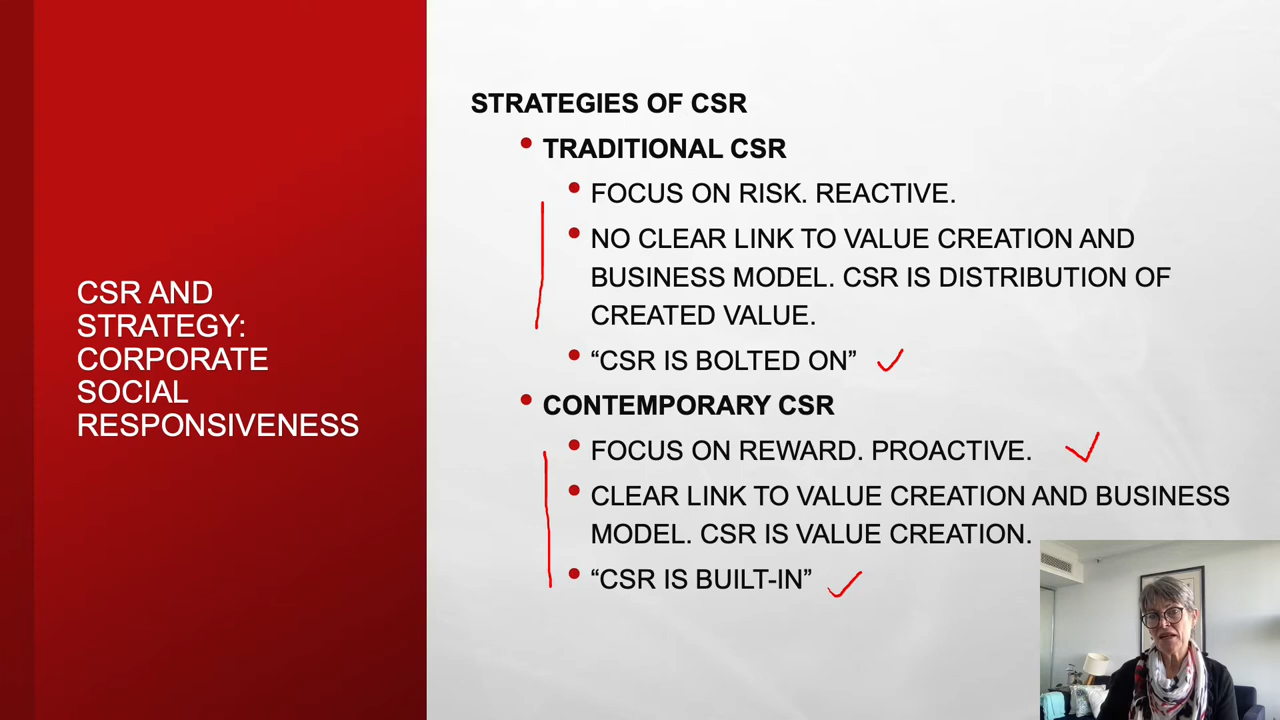 CSR AND
STRATEGY:
CORPORATE
SOCIAL
RESPONSIVENESS
STRATEGIES OF CSR
• TRADITIONAL CSR
• FOCUS ON RISK. REACTIVE.
• NO CLEAR LINK TO VALUE CREATION AND
BUSINESS MODEL. CSR IS DISTRIBUTION OF
CREATED VALUE.
• “CSR IS BOLTED ON”
• CONTEMPORARY CSR
• FOCUS ON REWARD. PROACTIVE.
• CLEAR LINK TO VALUE CREATION AND BUSINESS
MODEL. CSR IS VALUE CREATION.
• “CSR IS BUILT-IN”